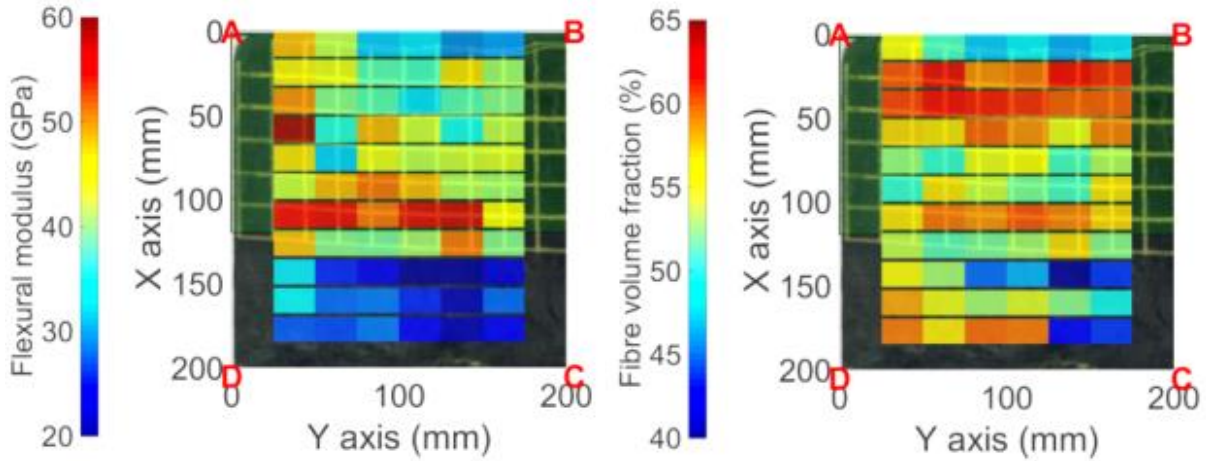 Flexural modulus (GPa)
60
50
40
30
20
X axis (mm)
0
50
100
150
200
A
B
D
C
0
100
200
Y axis (mm)
Fibre volume fraction (%)
65
60
55
50
45
40
X axis (mm)
0
50
100
150
200
A
B
D
C
0
100
200
Y axis (mm)